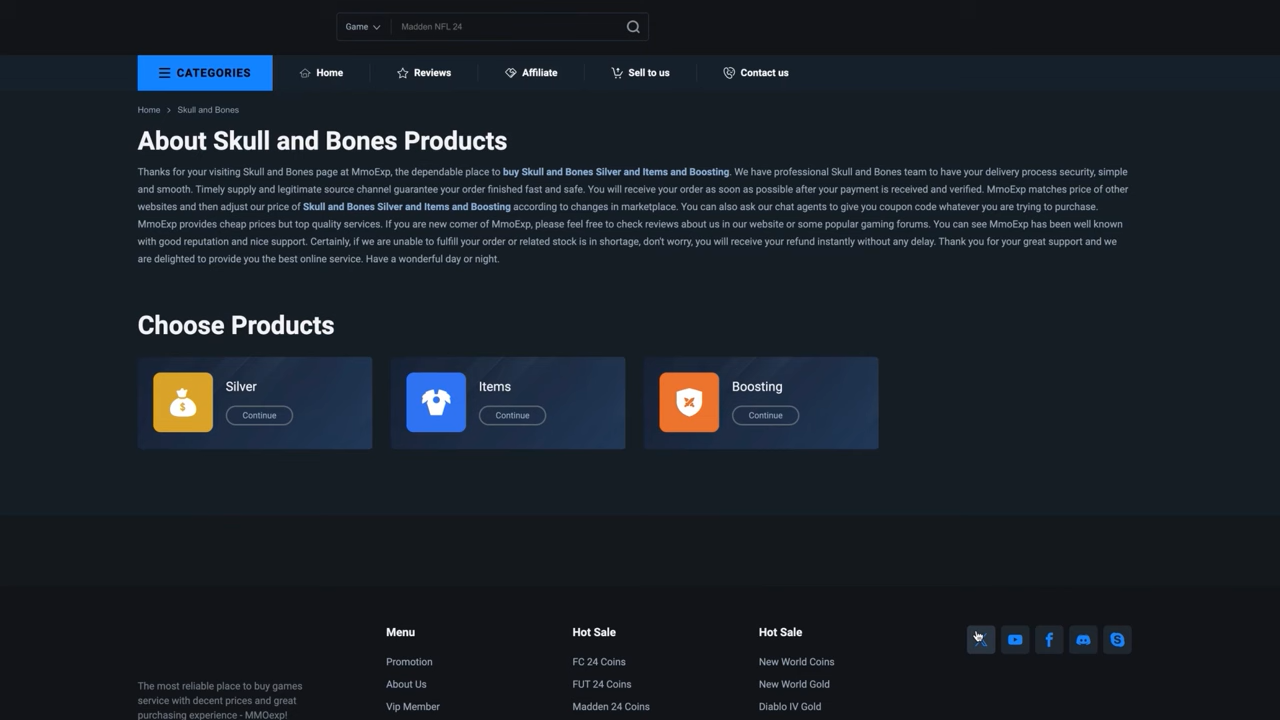 Game
Madden NFL 24
CATEGORIES
Home
Reviews
Affiliate
Sell to us
Contact us
Home > Skull and Bones
About Skull and Bones Products
Thanks for your visiting Skull and Bones page at MmoExp, the dependable place to buy Skull and Bones Silver and Items and Boosting. We have professional Skull and Bones team to have your delivery process security, simple
and smooth. Timely supply and legitimate source channel guarantee your order finished fast and safe. You will receive your order as soon as possible after your payment is received and verified. MmoExp matches price of other
websites and then adjust our price of Skull and Bones Silver and Items and Boosting according to changes in marketplace. You can also ask our chat agents to give you coupon code whatever you are trying to purchase.
MmoExp provides cheap prices but top quality services. If you are new comer of MmoExp, please feel free to check reviews about us in our website or some popular gaming forums. You can see MmoExp has been well known
with good reputation and nice support. Certainly, if we are unable to fulfill your order or related stock is in shortage, don't worry, you will receive your refund instantly without any delay. Thank you for your great support and we
are delighted to provide you the best online service. Have a wonderful day or night.
Choose Products
Silver
Continue
Items
Continue
Boosting
Continue
The most reliable place to buy games
service with decent prices and great
purchasing experience - MMOexp!
Menu
Promotion
About Us
Vip Member
Hot Sale
FC 24 Coins
FUT 24 Coins
Madden 24 Coins
Hot Sale
New World Coins
New World Gold
Diablo IV Gold